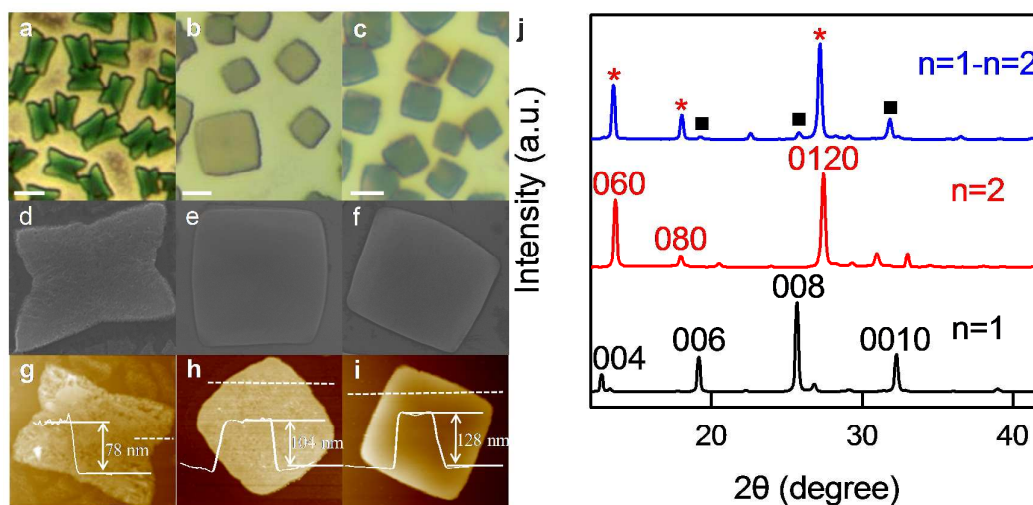 a
b
c
d
e
f
g
78 nm
h
104 nm
i
128 nm
j
Intensity (a.u.)
* * ■ ■ * ■
n=1-n=2
060
080
0120
n=2
004
006
008
0010
n=1
20 30 40
2θ (degree)